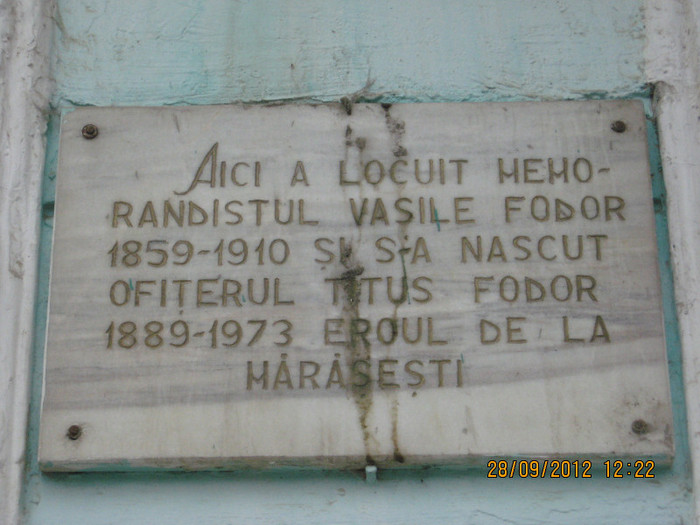 AICI A LOCUIT MEMO-
RANDISTUL VASILE FODOR
1859-1910 ȘI S-A NASCUT
OFIȚERUL TITUS FODOR
1889-1973 EROUL DE LA
MĂRĂSEȘTI
28/09/2012 12:22